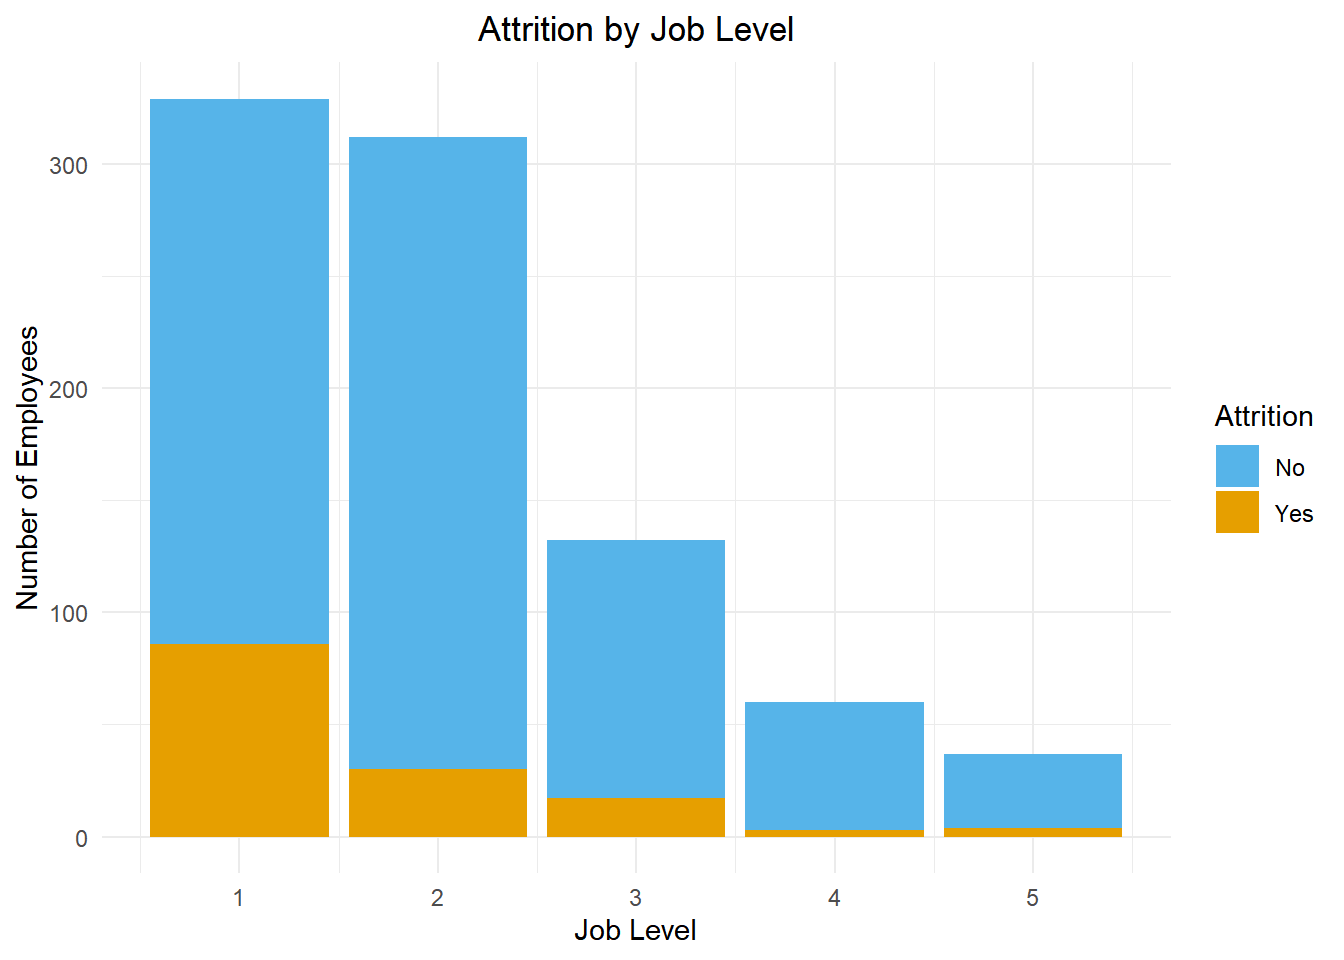 Attrition by Job Level
Number of Employees
300
200
100
0
1 2 3 4 5
Job Level
Attrition
No
Yes